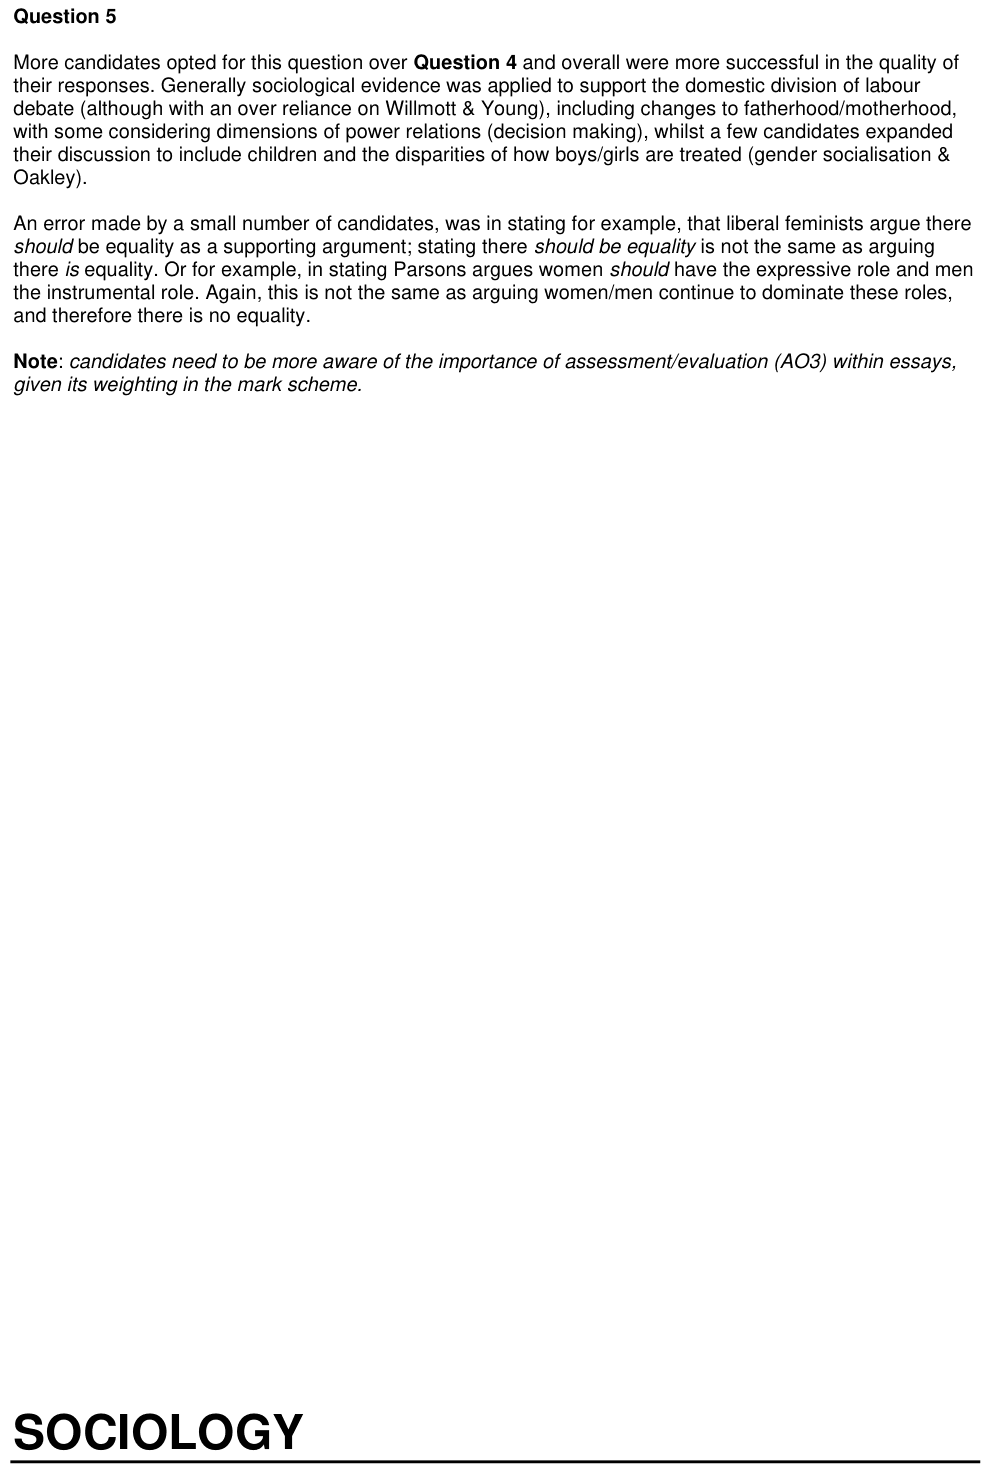 Question 5
More candidates opted for this question over Question 4 and overall were more successful in the quality of
their responses. Generally sociological evidence was applied to support the domestic division of labour
debate (although with an over reliance on Willmott & Young), including changes to fatherhood/motherhood,
with some considering dimensions of power relations (decision making), whilst a few candidates expanded
their discussion to include children and the disparities of how boys/girls are treated (gender socialisation &
Oakley).
An error made by a small number of candidates, was in stating for example, that liberal feminists argue there
should be equality as a supporting argument; stating there should be equality is not the same as arguing
there is equality. Or for example, in stating Parsons argues women should have the expressive role and men
the instrumental role. Again, this is not the same as arguing women/men continue to dominate these roles,
and therefore there is no equality.
Note: candidates need to be more aware of the importance of assessment/evaluation (AO3) within essays,
given its weighting in the mark scheme.
SOCIOLOGY